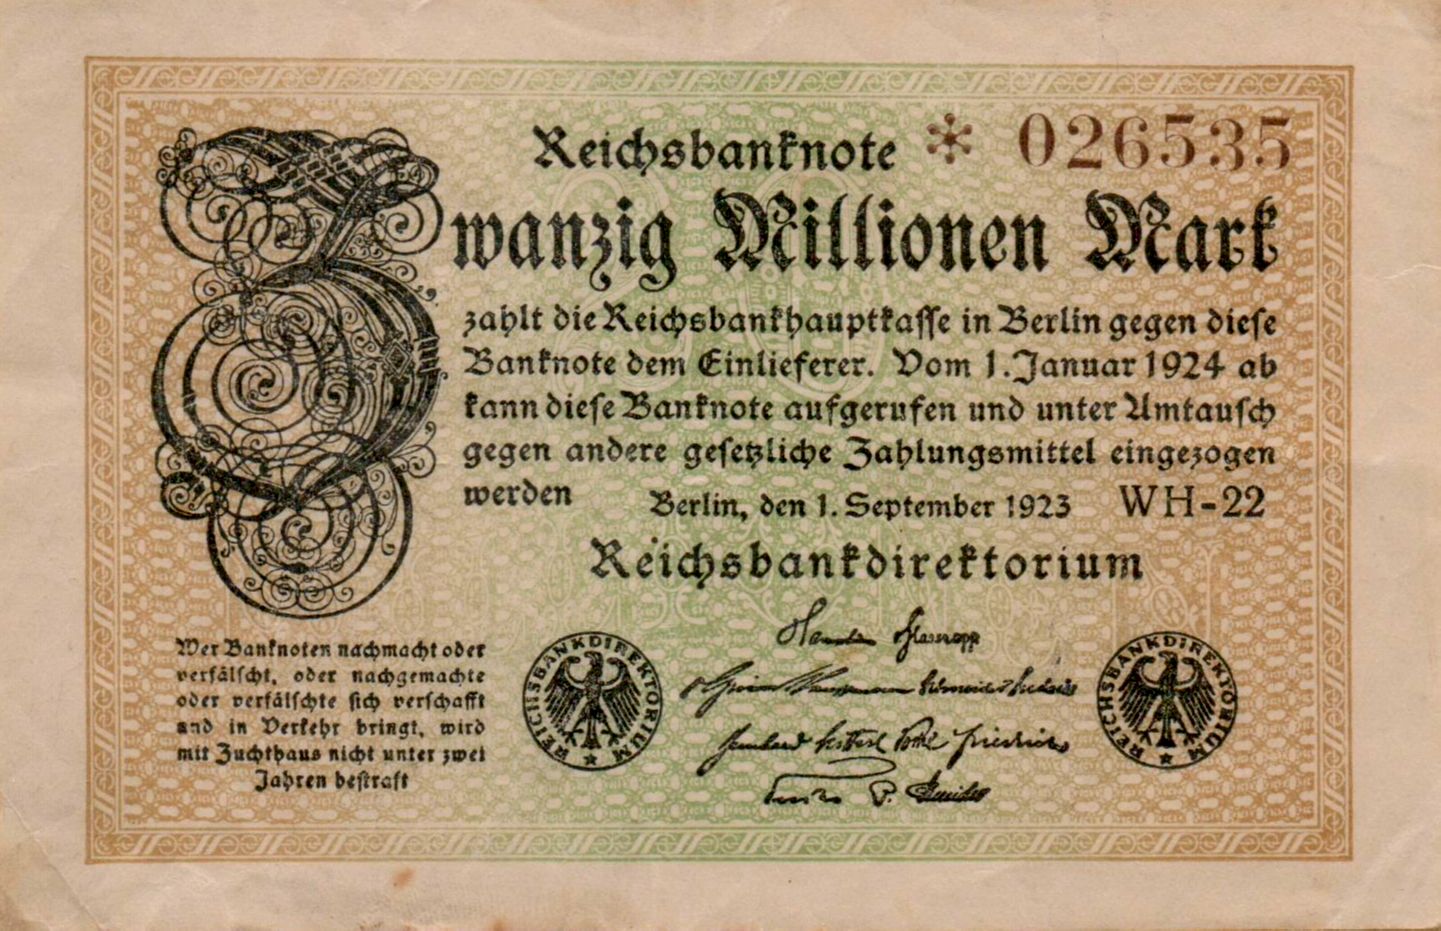 Reichsbanknote * 026535
Zwanzig Millionen Mark
zahlt die Reichsbankhauptkasse in Berlin gegen diese
Banknote dem Einlieferer. Vom 1. Januar 1924 ab
kann diese Banknote aufgerufen und unter Umtausch
gegen andere gesetzliche Zahlungsmittel eingezogen
werden
Berlin, den 1. September 1923 WH-22
Reichsbankdirektorium
Wer Banknoten nachmacht oder
verfälscht, oder nachgemachte
oder verfälschte sich verschafft
und in Verkehr bringt, wird
mit Zuchthaus nicht unter zwei
Jahren bestraft
REICHSBANKDIREKTORIUM
REICHSBANKDIREKTORIUM